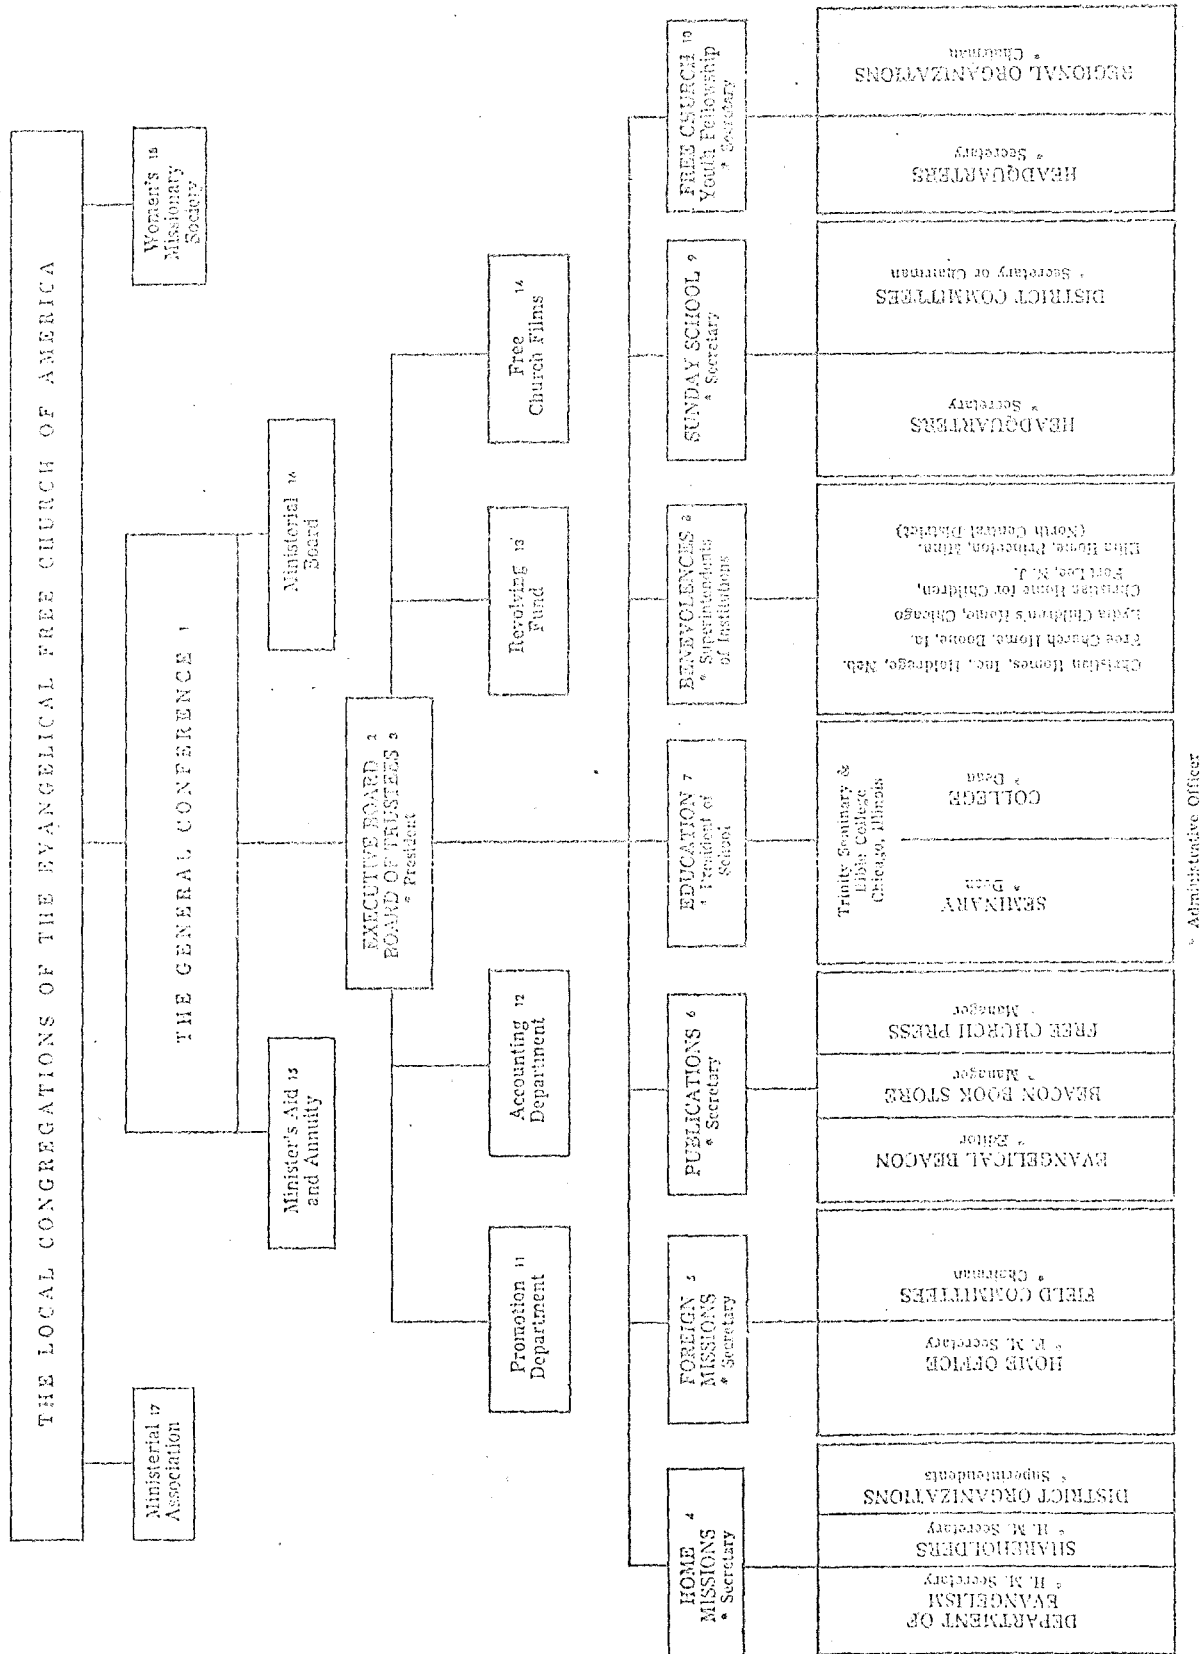 THE LOCAL CONGREGATIONS OF THE EVANGELICAL FREE CHURCH OF AMERICA
Ministerial 17
Association
Women's 18
Missionary
Society
THE GENERAL CONFERENCE 1
Minister's Aid 15
and Annuity
Ministerial 16
Board
EXECUTIVE BOARD 2
BOARD OF TRUSTEES 3
* President
Promotion 11
Department
Accounting 12
Department
Revolving 13
Fund
Free 14
Church Films
HOME 4
MISSIONS
* Secretary
FOREIGN 5
MISSIONS
* Secretary
PUBLICATIONS 6
* Secretary
EDUCATION 7
* President of
School
BENEVOLENCES 8
* Superintendents
of Institutions
SUNDAY SCHOOL 9
* Secretary
FREE CSURCH 10
Youth Fellowship
* Secretary
DEPARTMENT OF
EVANGELISM
* H. M. Secretary
SHAREHOLDERS
* H. M. Secretary
DISTRICT ORGANIZATIONS
* Superintendents
HOME OFFICE
* F. M. Secretary
FIELD COMMITTEES
* Chairman
EVANGELICAL BEACON
* Editor
BEACON BOOK STORE
* Manager
FREE CHURCH PRESS
* Manager
Trinity Seminary &
Bible College
Chicago, Illinois
SEMINARY
* Dean
COLLEGE
* Dean
Christian Homes, Inc., Holdrege, Neb.
Free Church Home, Boone, Ia.
Lydia Children's Home, Chicago
Christian Home for Children,
Fort Lee, N. J.
Elim Home, Princeton, Minn.
(North Central District)
HEADQUARTERS
* Secretary
DISTRICT COMMITTEES
* Secretary or Chairman
HEADQUARTERS
* Secretary
REGIONAL ORGANIZATIONS
* Chairman
* Administrative Officer